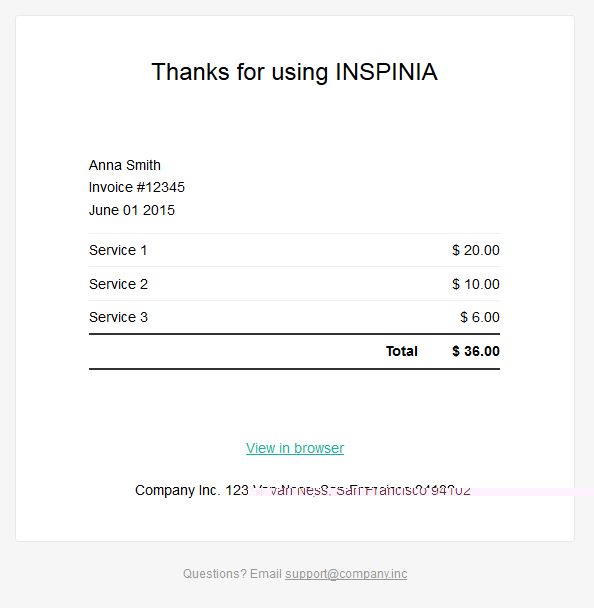 Thanks for using INSPINIA
Anna Smith
Invoice #12345
June 01 2015
Service 1 $ 20.00
Service 2 $ 10.00
Service 3 $ 6.00
Total $ 36.00
View in browser
Company Inc. 123 Van Ness, San Francisco 94102
Questions? Email support@company.inc